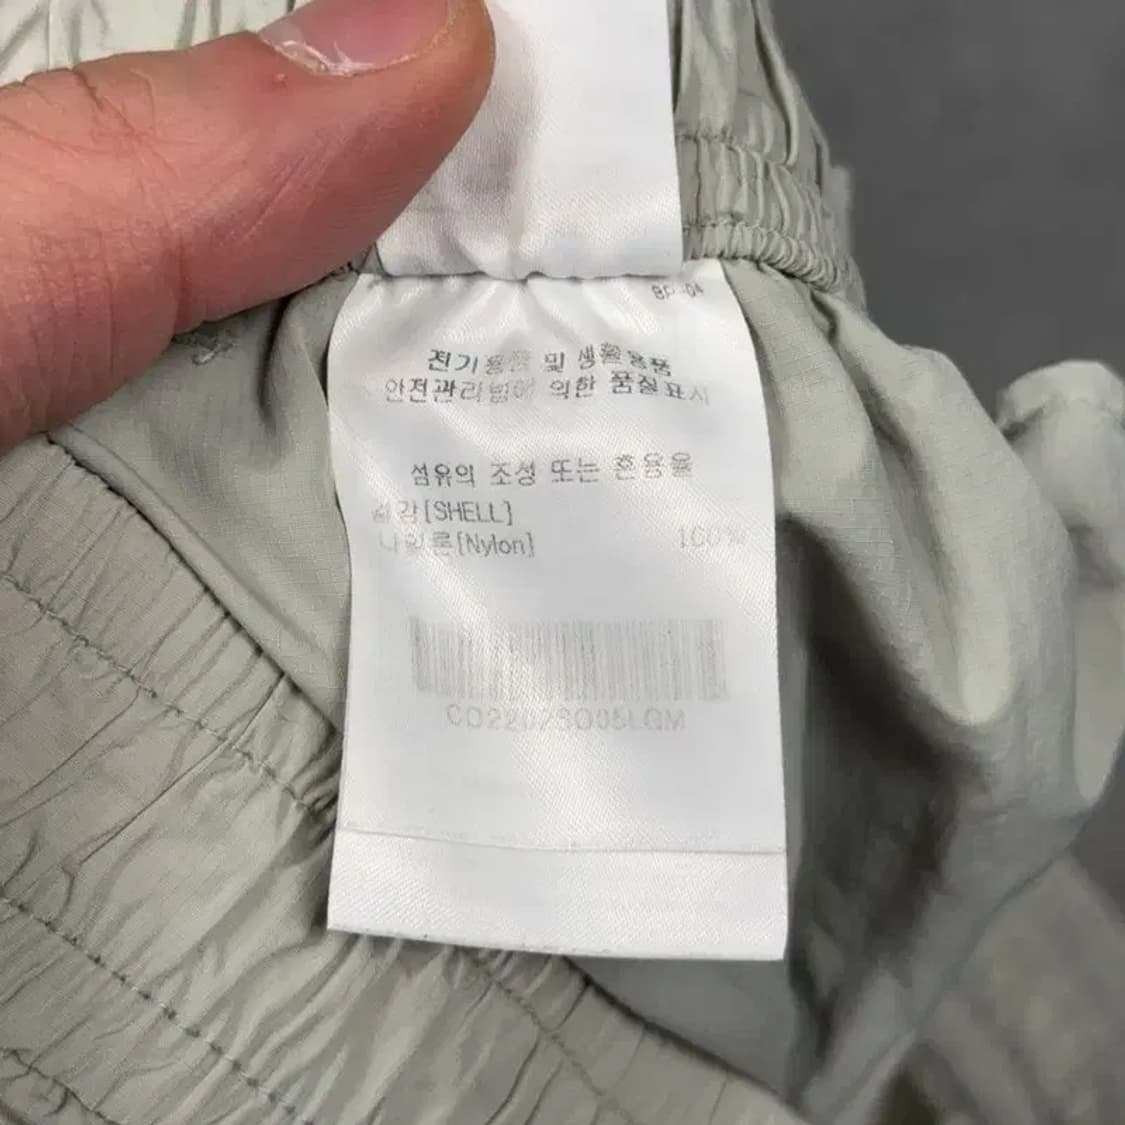 전기용품 및 생활용품
안전관리법에 의한 품질표시
섬유의 조성 또는 혼용율
겉감[SHELL]
나일론[Nylon] 100%